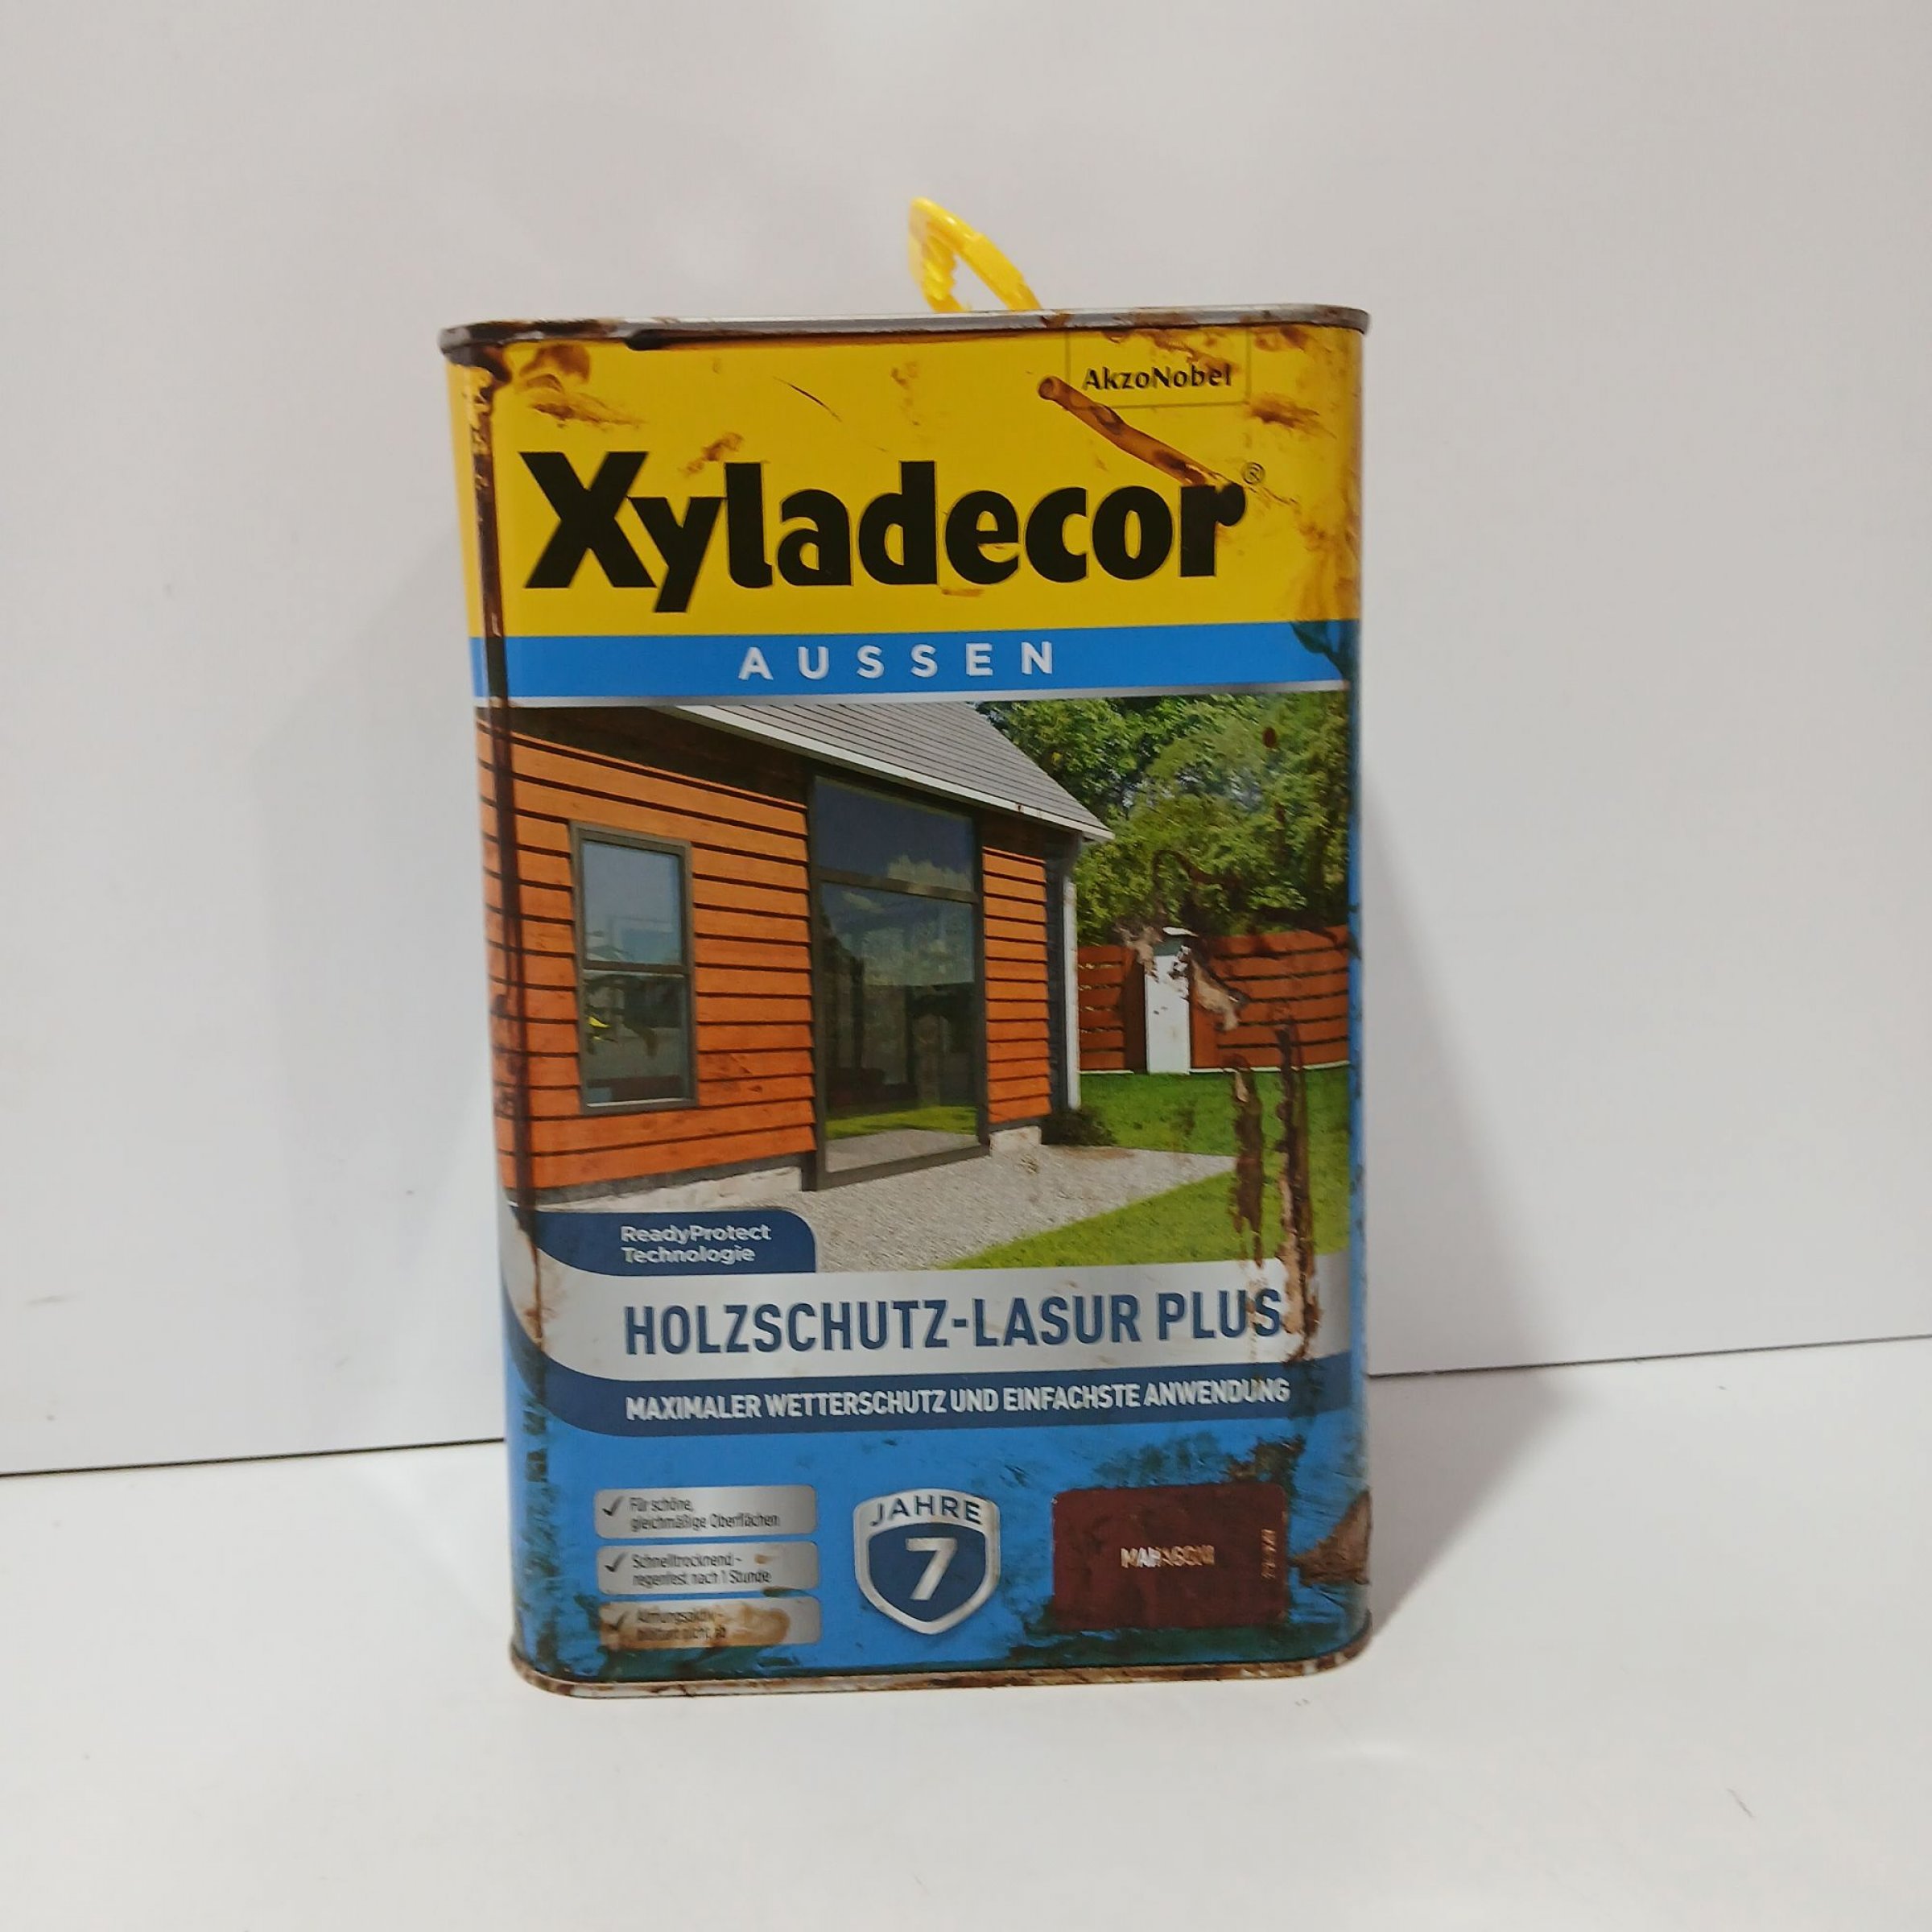 AkzoNobel
Xyladecor®
AUSSEN
ReadyProtect
Technologie
HOLZSCHUTZ-LASUR PLUS
MAXIMALER WETTERSCHUTZ UND EINFACHSTE ANWENDUNG
Für schöne,
gleichmäßige Oberflächen
Schnelltrocknend -
regenfest nach 1 Stunde
JAHRE
7
MAHAGONI